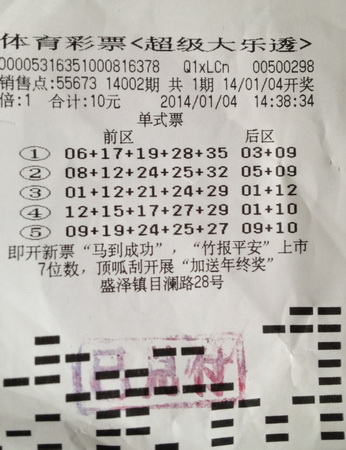 体育彩票<超级大乐透>
000053163510008163​78 Q1xLCn 00500298
销售点:55673 14002期 共1期 14/01/04开奖
倍:1 合计:10元 2014/01/04 14:38:34
单式票
前区 后区
① 06+17+19+28+35 03+09
② 08+12+24+25+32 05+09
③ 01+12+21+24+29 01+12
④ 12+15+17+27+29 01+10
⑤ 09+19+24+25+27 09+10
即开新票“马到成功”,“竹报平安”上市
7位数,顶呱刮开展“加送年终奖”
盛泽镇目澜路28号